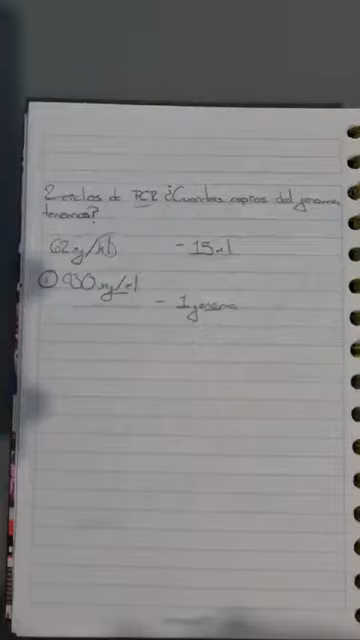 2 ciclos de PCR ¿Cuantas copias del genoma
tenemos?
62 ng/μl - 15 μl
① 930 ng/μl
- 1 genoma